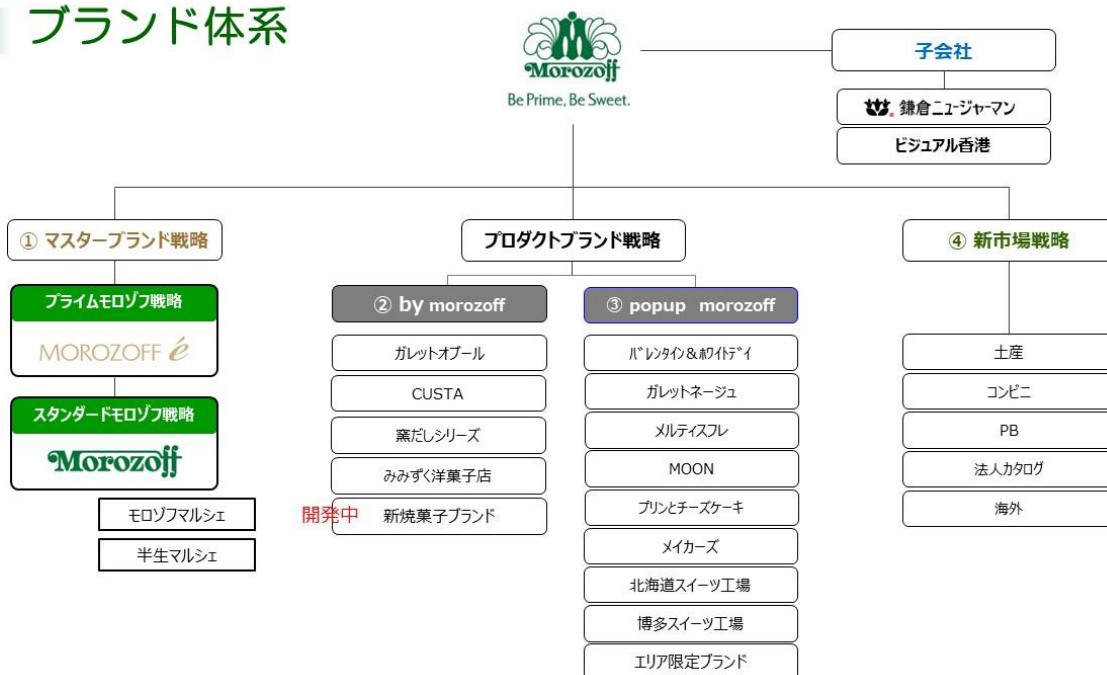 ブランド体系
Morozoff
Be Prime, Be Sweet.
子会社
鎌倉ニュージャーマン
ビジュアル香港
① マスターブランド戦略
プライムモロゾフ戦略
MOROZOFF é
スタンダードモロゾフ戦略
Morozoff
モロゾフマルシェ
半生マルシェ
プロダクトブランド戦略
② by morozoff
ガレットオブール
CUSTA
窯だしシリーズ
みみずく洋菓子店
開発中 新焼菓子ブランド
③ popup morozoff
バレンタイン&ホワイトデイ
ガレットネージュ
メルティスフレ
MOON
プリンとチーズケーキ
メイカーズ
北海道スイーツ工場
博多スイーツ工場
エリア限定ブランド
④ 新市場戦略
土産
コンビニ
PB
法人カタログ
海外